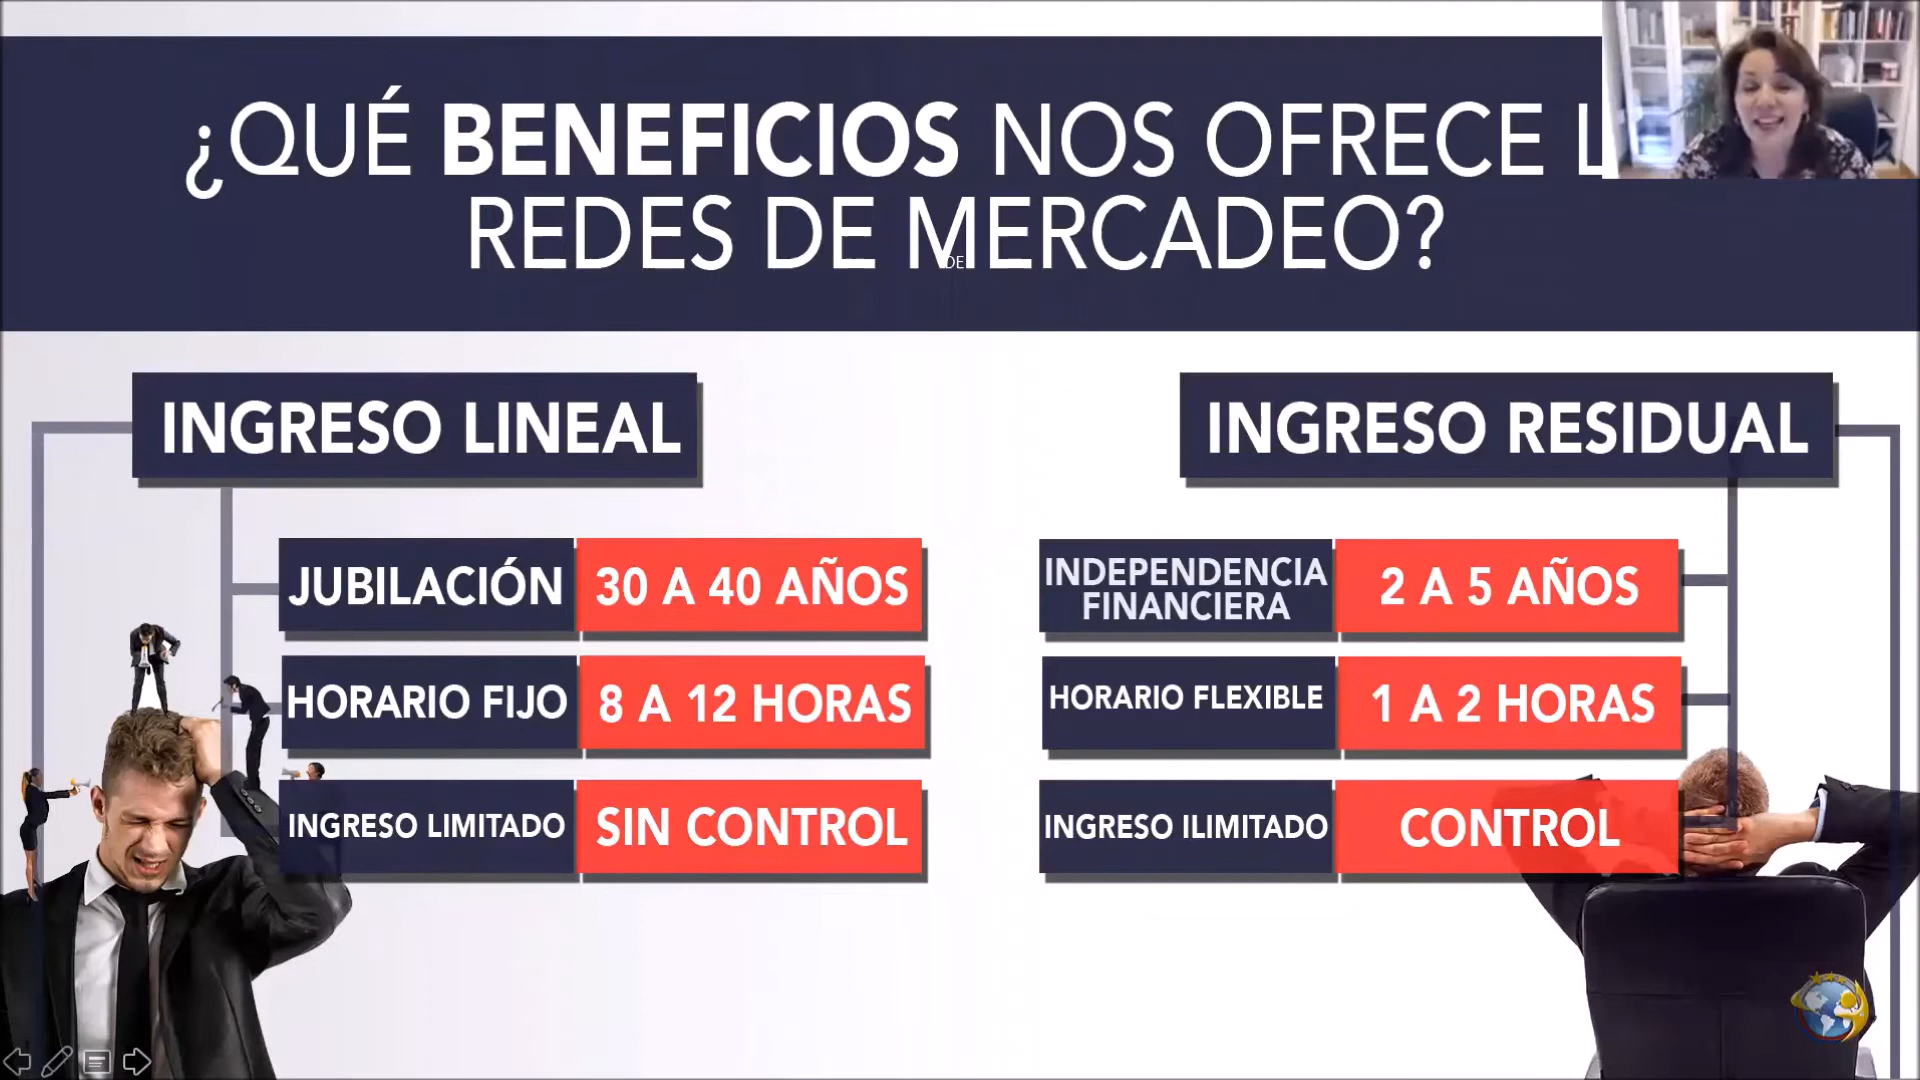 ¿QUÉ BENEFICIOS NOS OFRECE
REDES DE MERCADEO?
DE
INGRESO LINEAL
JUBILACIÓN 30 A 40 AÑOS
HORARIO FIJO 8 A 12 HORAS
INGRESO LIMITADO SIN CONTROL
INGRESO RESIDUAL
INDEPENDENCIA
FINANCIERA
2 A 5 AÑOS
HORARIO FLEXIBLE 1 A 2 HORAS
INGRESO ILIMITADO CONTROL